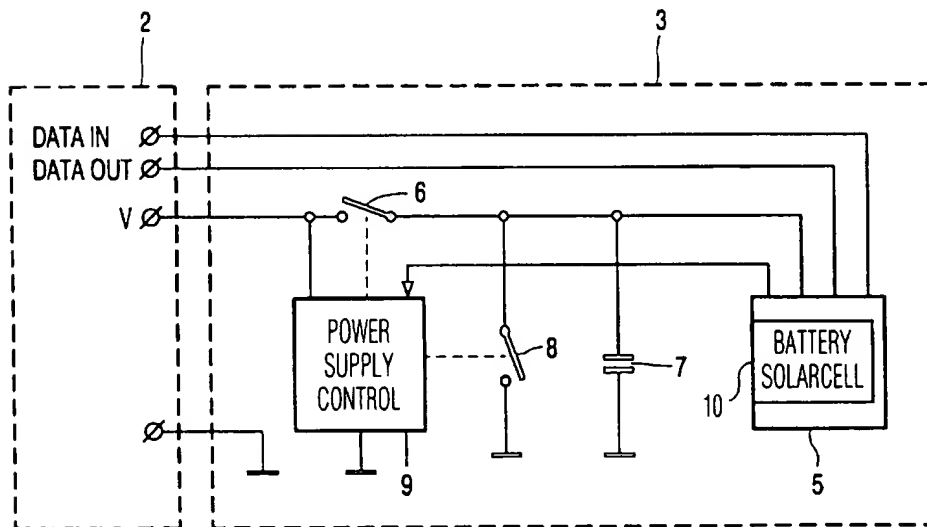 2
3
DATA IN
DATA OUT
V
6
POWER
SUPPLY
CONTROL
8
7
BATTERY
SOLARCELL
10
9
5